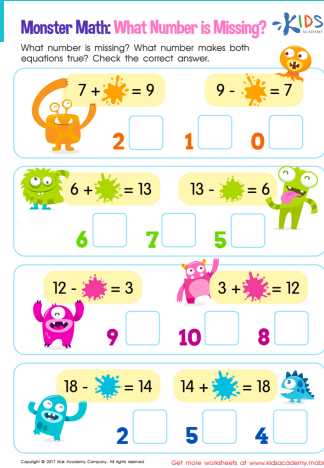 Monster Math: What Number is Missing?
KIDS
ACADEMY
What number is missing? What number makes both
equations true? Check the correct answer.
7 + = 9
9 - = 7
2 1 0
6 + = 13
13 - = 6
6 7 5
12 - = 3
3 + = 12
9 10 8
18 - = 14
14 + = 18
2 5 4
Copyright © 2017 Kids Academy Company. All rights reserved
Get more worksheets at www.kidsacademy.mobi